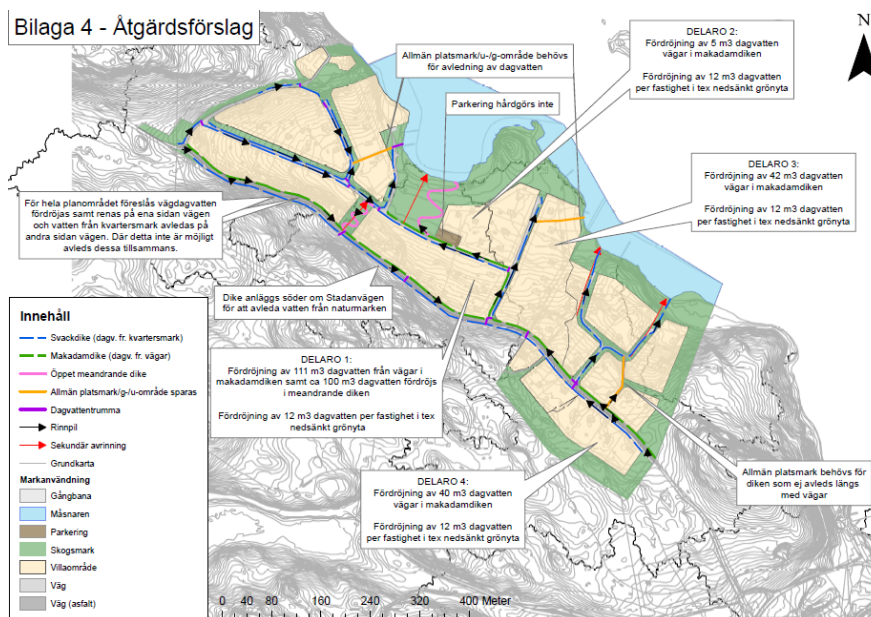 Bilaga 4 - Åtgärdsförslag
N
Allmän platsmark/u-/g-område behövs
för avledning av dagvatten
DELARO 2:
Fördröjning av 5 m3 dagvatten
vägar i makadamdiken
Fördröjning av 12 m3 dagvatten
per fastighet i tex nedsänkt grönyta
Parkering hårdgörs inte
DELARO 3:
Fördröjning av 42 m3 dagvatten
vägar i makadamdiken
Fördröjning av 12 m3 dagvatten
per fastighet i tex nedsänkt grönyta
För hela planområdet föreslås vägdagvatten
fördröjas samt renas på ena sidan vägen
och vatten från kvartersmark avledas på
andra sidan vägen. Där detta inte är möjligt
avleds dessa tillsammans.
Dike anläggs söder om Stadanvägen
för att avleda vatten från naturmarken
DELARO 1:
Fördröjning av 111 m3 dagvatten från vägar i
makadamdiken samt ca 100 m3 dagvatten fördröjs
i meandrande diken
Fördröjning av 12 m3 dagvatten per fastighet i tex
nedsänkt grönyta
DELARO 4:
Fördröjning av 40 m3 dagvatten
vägar i makadamdiken
Fördröjning av 12 m3 dagvatten
per fastighet i tex nedsänkt grönyta
Allmän platsmark behövs för
diken som ej avleds längs
med vägar
Innehåll
Svackdike (dagv. fr. kvartersmark)
Makadamdike (dagv. fr. vägar)
Öppet meandrande dike
Allmän platsmark/g-/u-område sparas
Dagvattentrumma
Rinnpil
Sekundär avrinning
Grundkarta
Markanvändning
Gångbana
Måsnaren
Parkering
Skogsmark
Villaområde
Väg
Väg (asfalt)
0 40 80 160 240 320 400 Meter